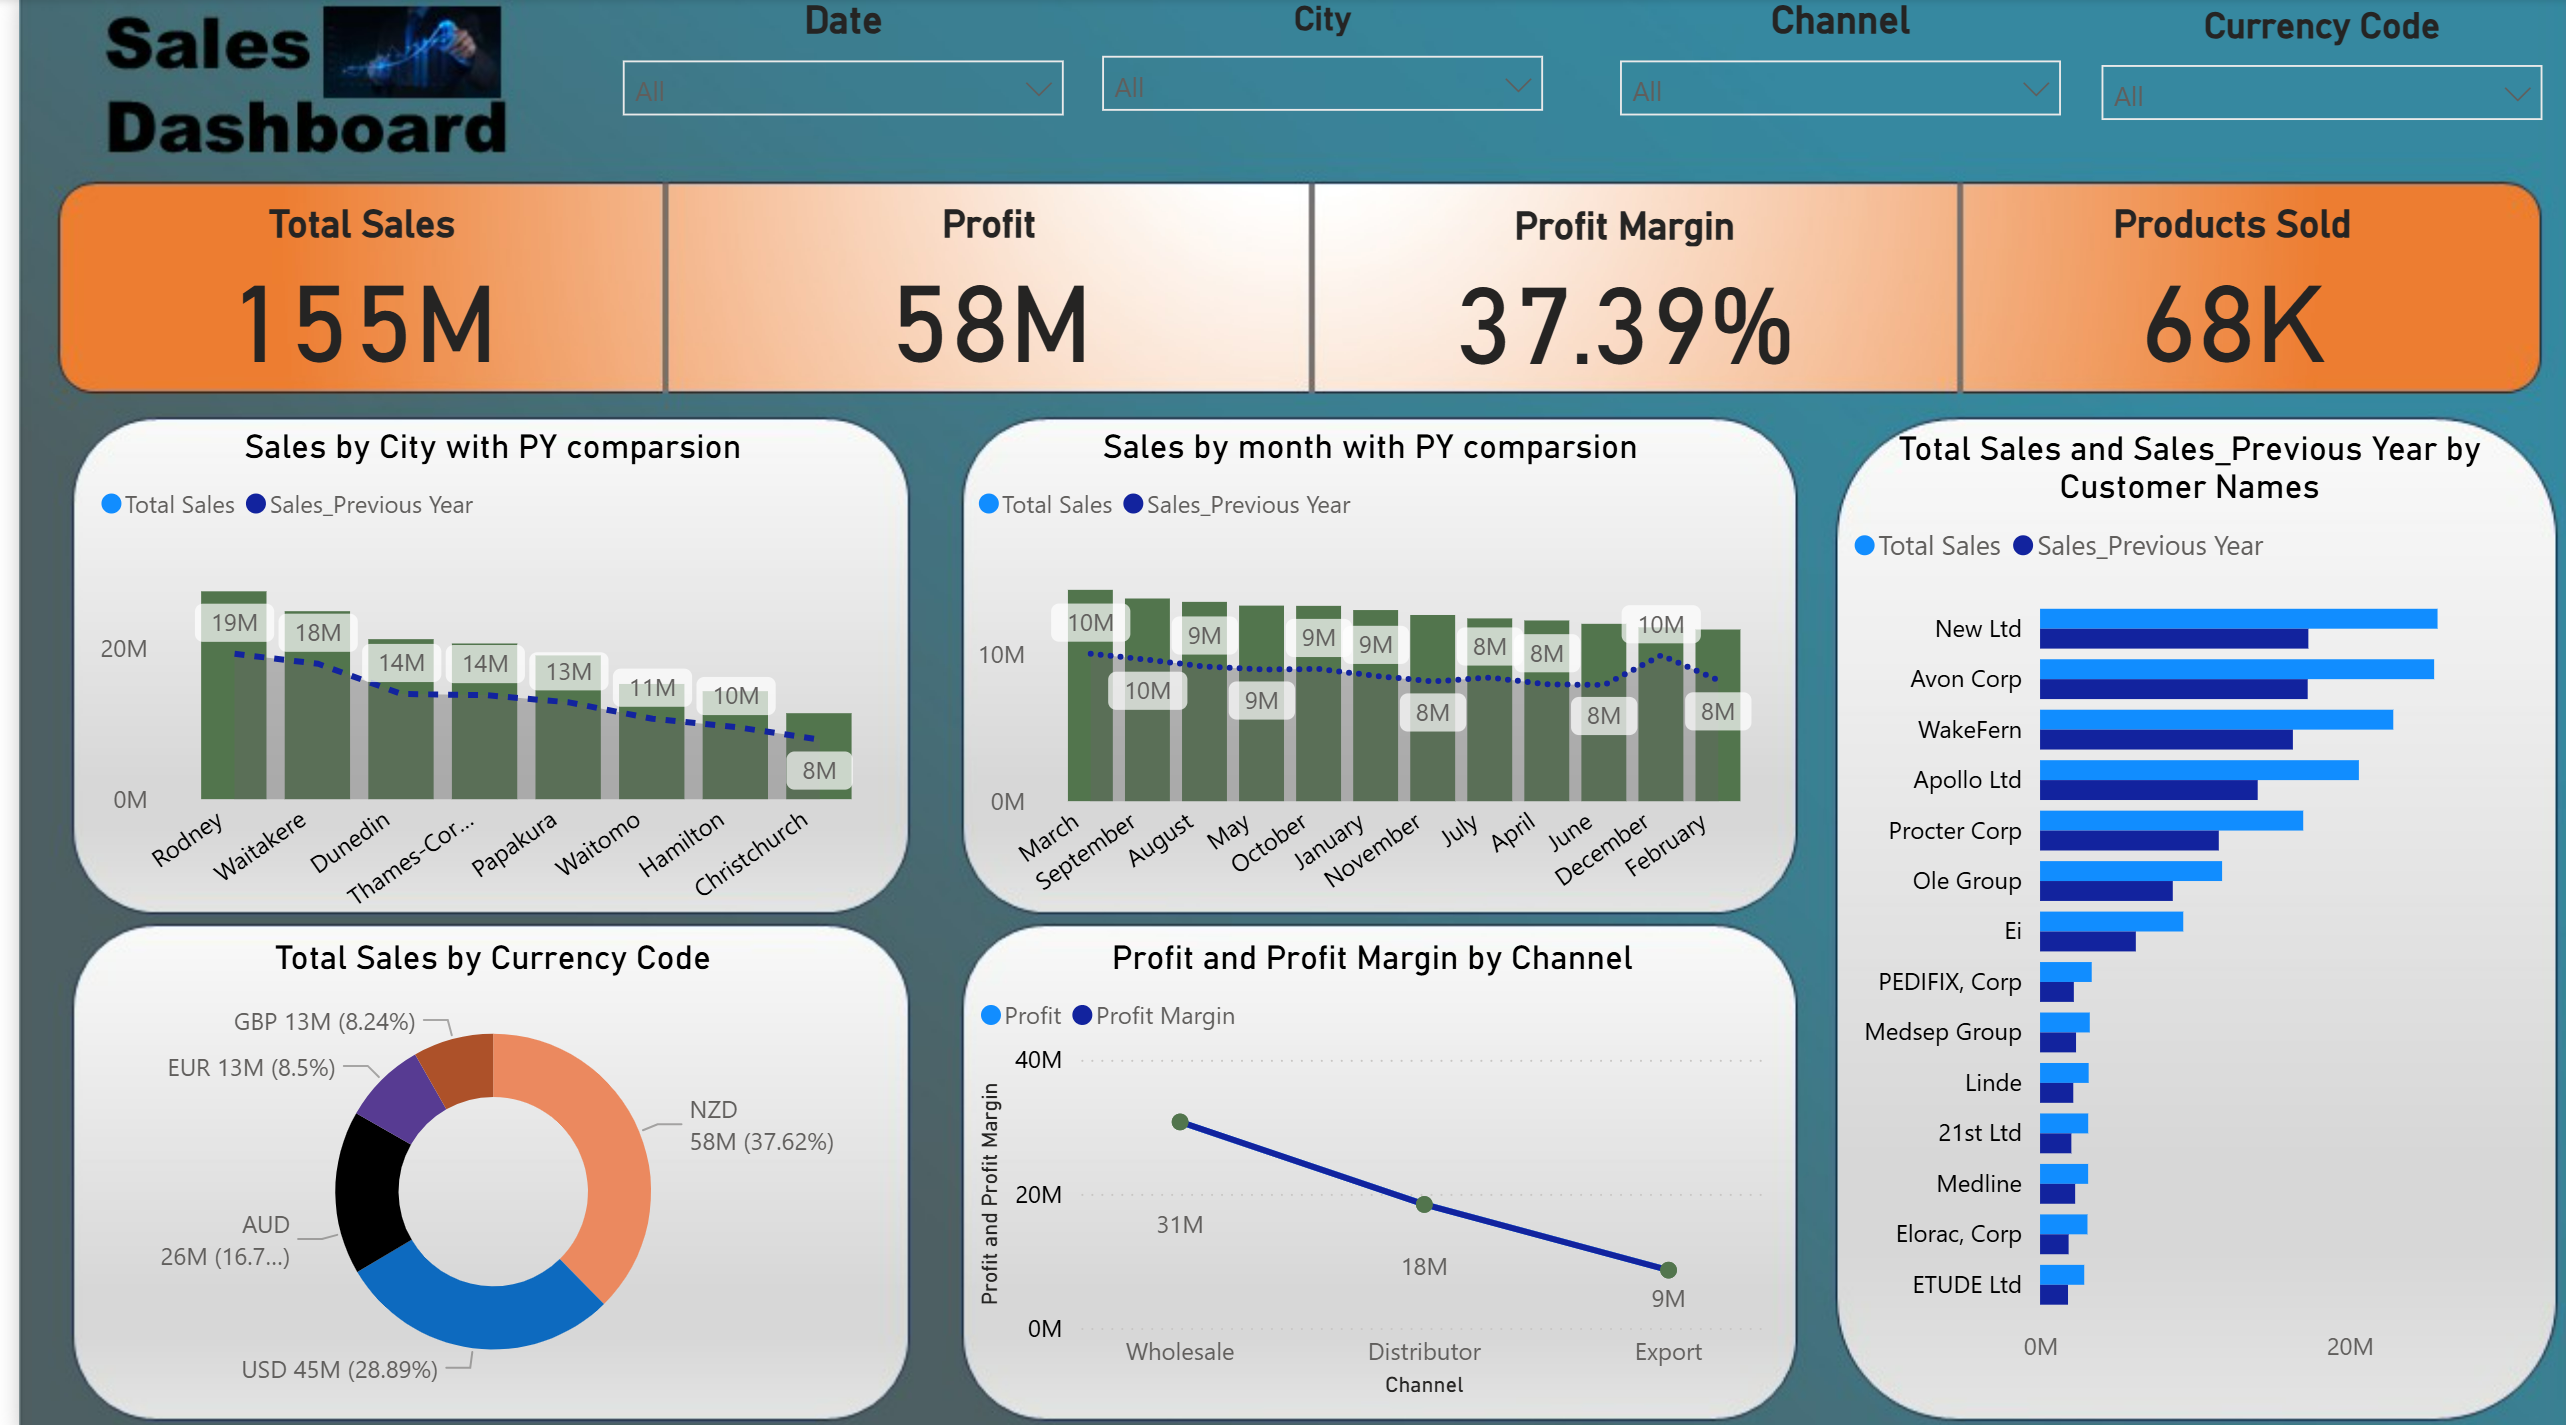 Sales
Dashboard
Date
City
Channel
Currency Code
All
All
All
All
Total Sales
Profit
Profit Margin
Products Sold
155M
58M
37.39%
68K
Sales by City with PY comparsion
Total Sales
Sales_Previous Year
20M
0M
19M
18M
14M
14M
13M
11M
10M
8M
Rodney
Waitakere
Dunedin
Thames-Cor...
Papakura
Waitomo
Hamilton
Christchurch
Sales by month with PY comparsion
Total Sales
Sales_Previous Year
10M
0M
10M
10M
9M
9M
9M
9M
8M
8M
8M
8M
10M
8M
March
September
August
May
October
January
November
July
April
June
December
February
Total Sales and Sales_Previous Year by
Customer Names
Total Sales
Sales_Previous Year
New Ltd
Avon Corp
WakeFern
Apollo Ltd
Procter Corp
Ole Group
Ei
PEDIFIX, Corp
Medsep Group
Linde
21st Ltd
Medline
Elorac, Corp
ETUDE Ltd
0M
20M
Total Sales by Currency Code
GBP 13M (8.24%)
EUR 13M (8.5%)
NZD
58M (37.62%)
AUD
26M (16.7...)
USD 45M (28.89%)
Profit and Profit Margin by Channel
Profit
Profit Margin
Profit and Profit Margin
40M
20M
0M
31M
18M
9M
Wholesale
Distributor
Export
Channel